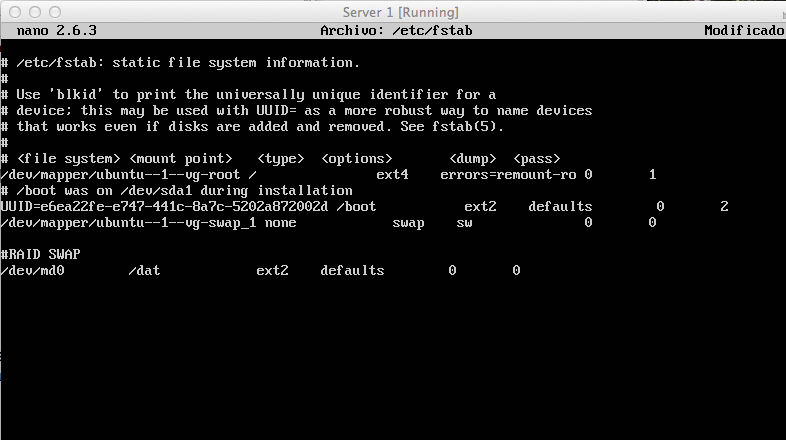 Server 1 [Running]
nano 2.6.3 Archivo: /etc/fstab Modificado
# /etc/fstab: static file system information.
#
# Use 'blkid' to print the universally unique identifier for a
# device; this may be used with UUID= as a more robust way to name devices
# that works even if disks are added and removed. See fstab(5).
#
# <file system> <mount point>   <type>  <options>       <dump>  <pass>
/dev/mapper/ubuntu--1--vg-root /               ext4    errors=remount-ro 0       1
# /boot was on /dev/sda1 during installation
UUID=e6ea22fe-e747-441c-8a7c-5202a872002d /boot           ext2    defaults        0       2
/dev/mapper/ubuntu--1--vg-swap_1 none            swap    sw              0       0
#RAID SWAP
/dev/md0        /dat            ext2    defaults        0       0